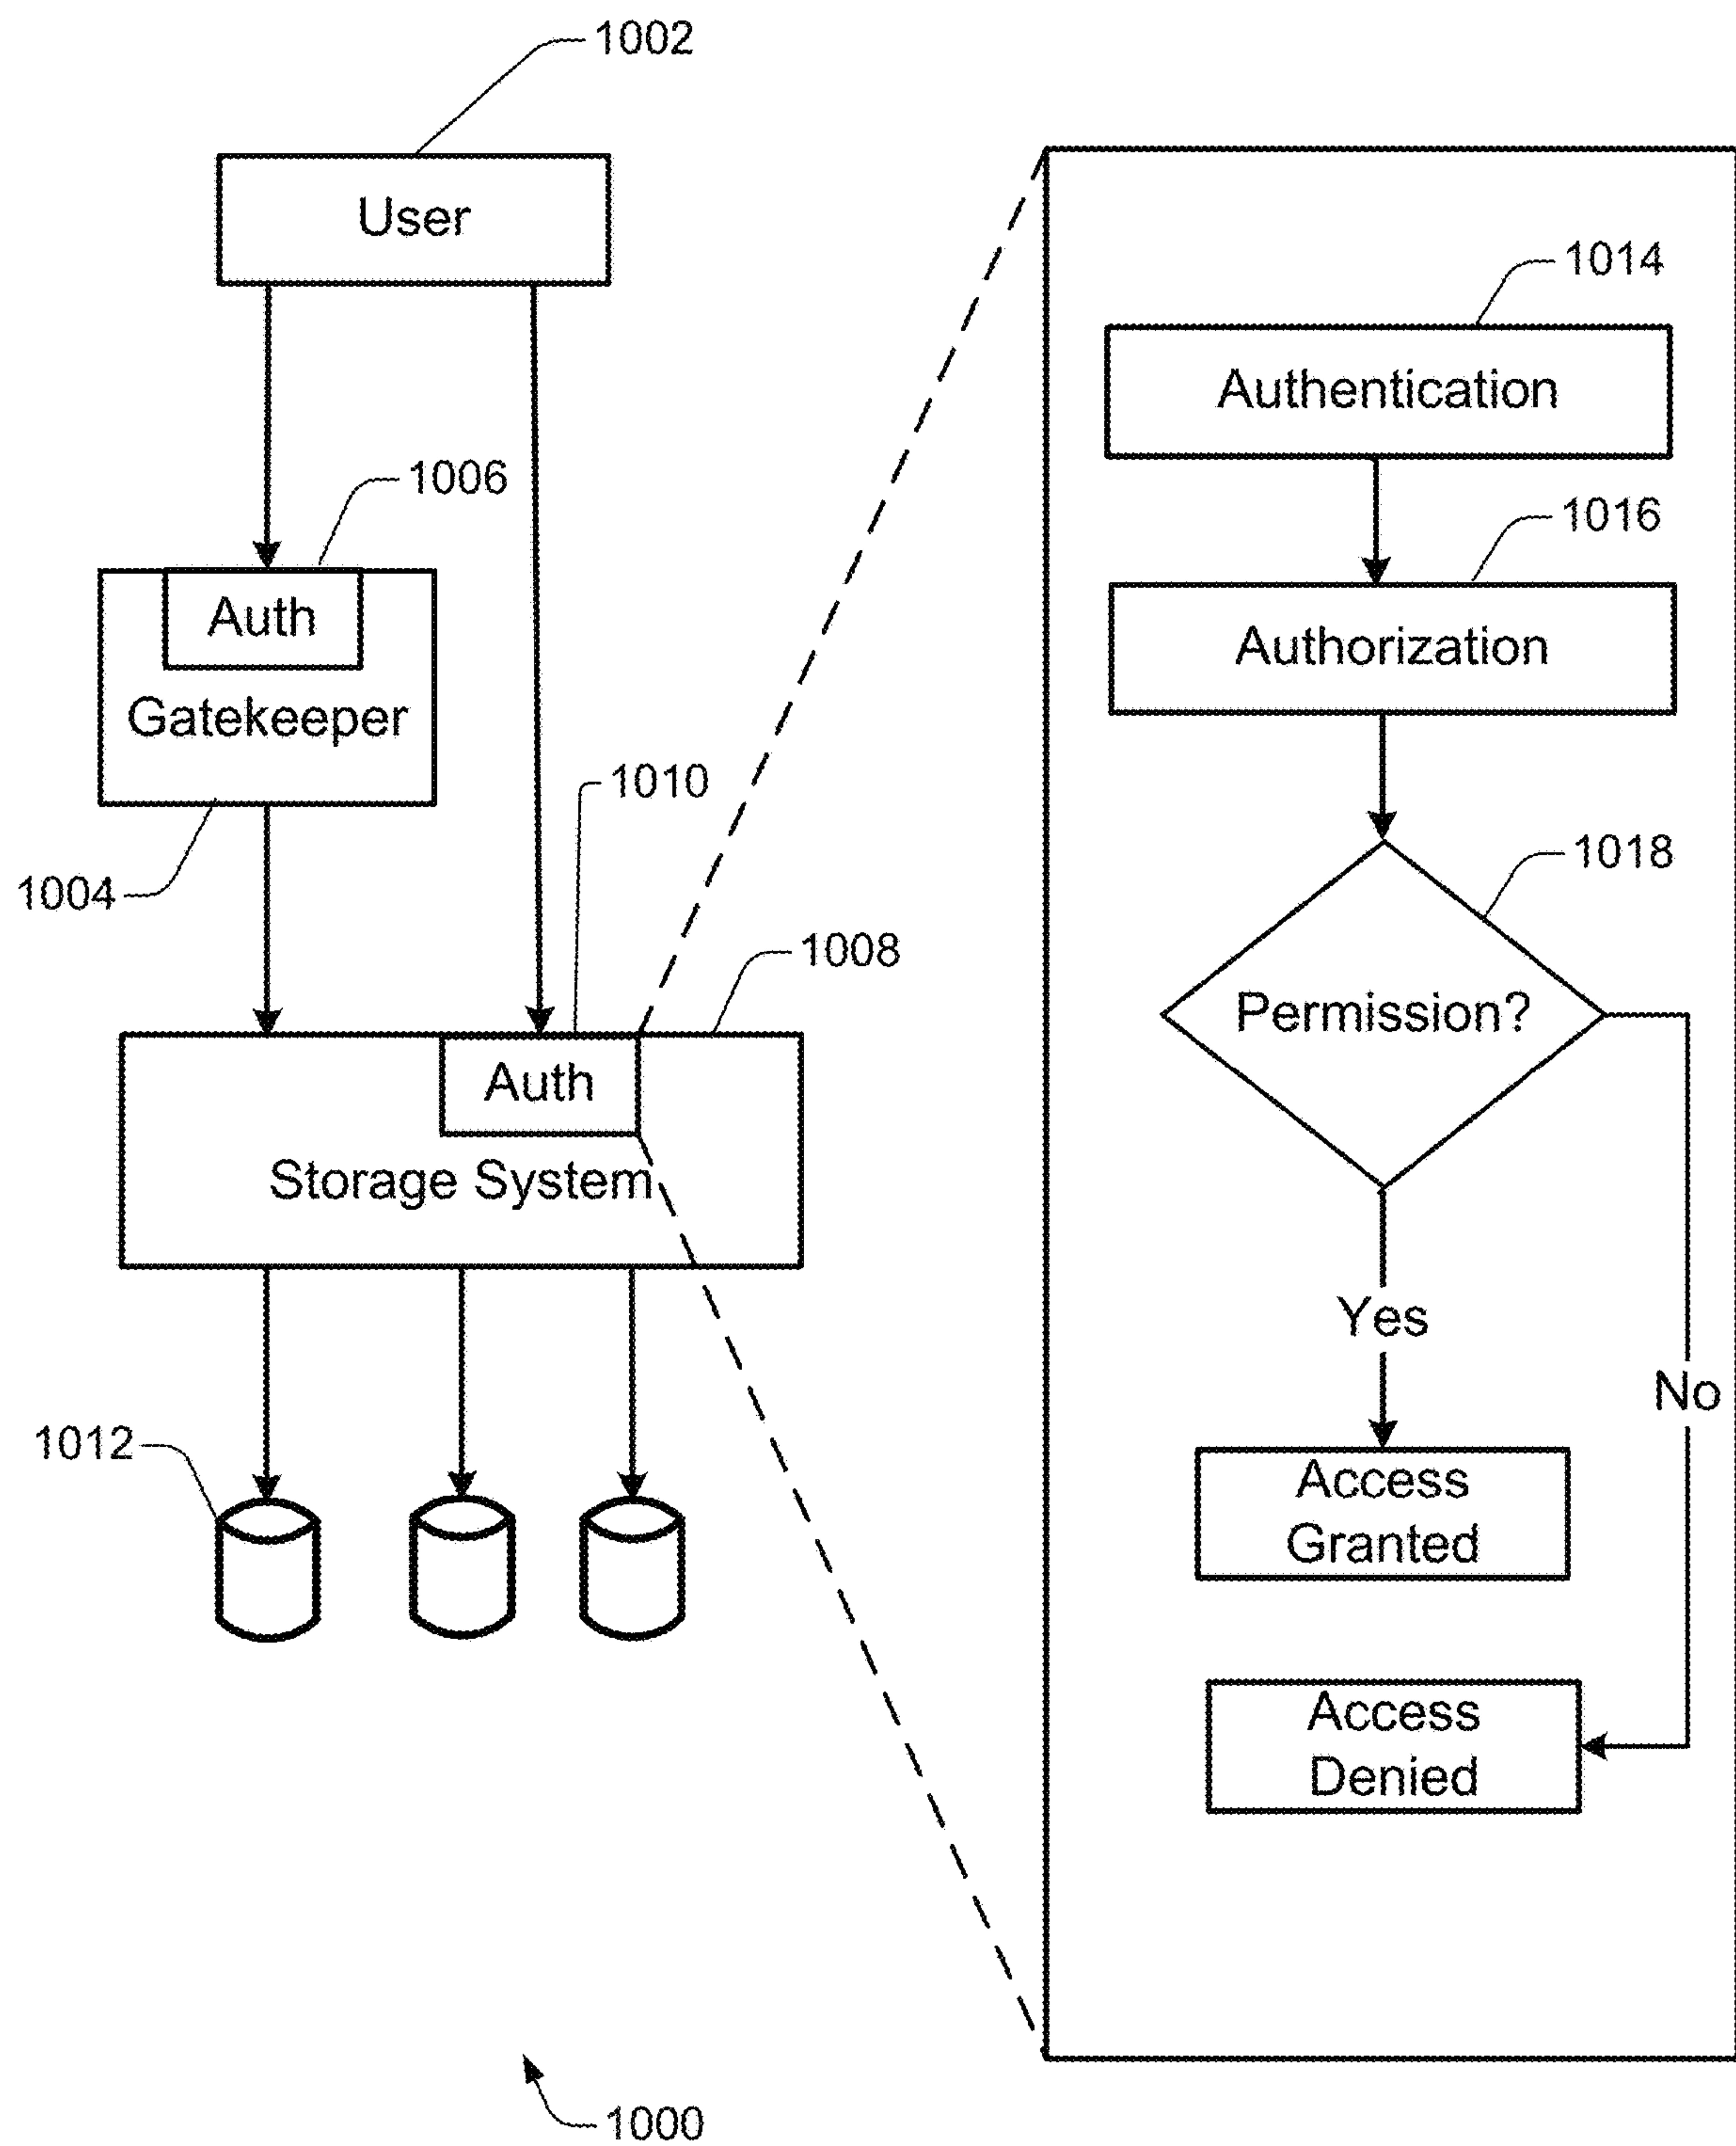 1002
User
1014
Authentication
1006
1016
Auth
Authorization
Gatekeeper
1010
1018
1004
1008
Permission?
Auth
Storage System
Yes
No
1012
Access
Granted
Access
Denied
1000